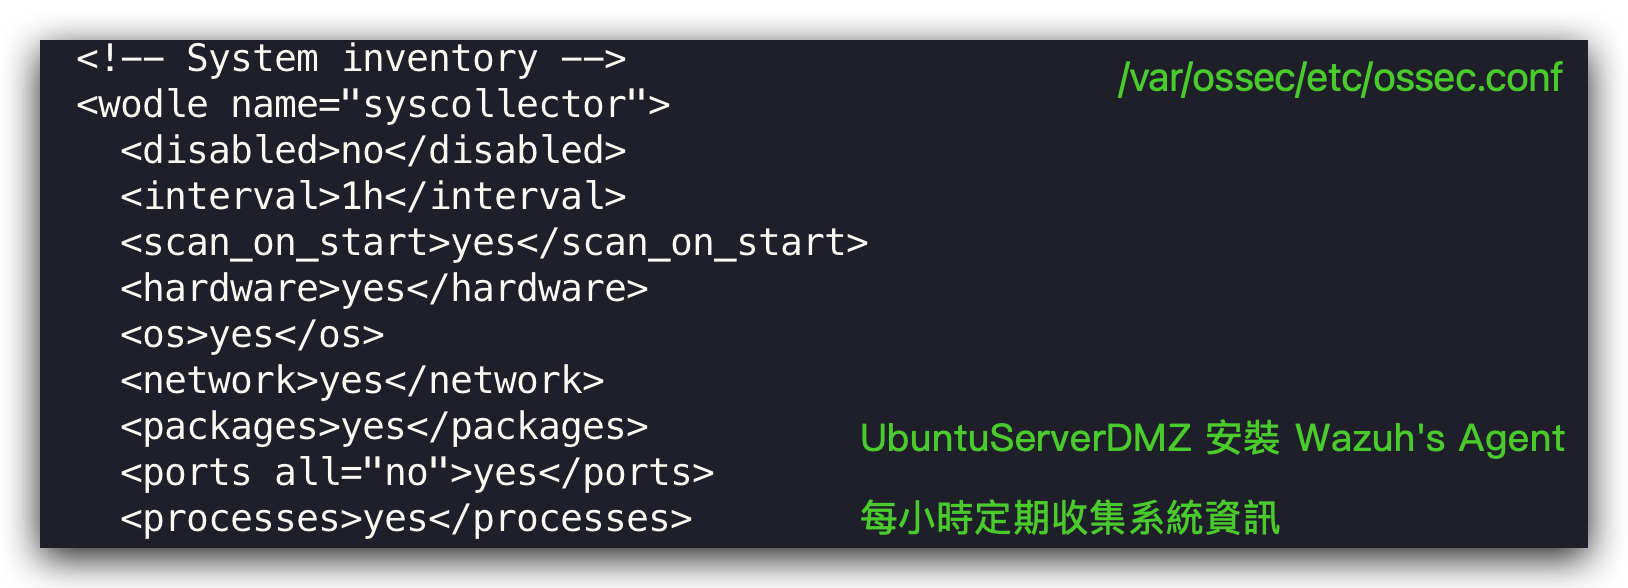 <!-- System inventory -->
/var/ossec/etc/ossec.conf
<wodle name="syscollector">
<disabled>no</disabled>
<interval>1h</interval>
<scan_on_start>yes</scan_on_start>
<hardware>yes</hardware>
<os>yes</os>
<network>yes</network>
<packages>yes</packages>
UbuntuServerDMZ 安裝 Wazuh's Agent
<ports all="no">yes</ports>
<processes>yes</processes>
每小時定期收集系統資訊